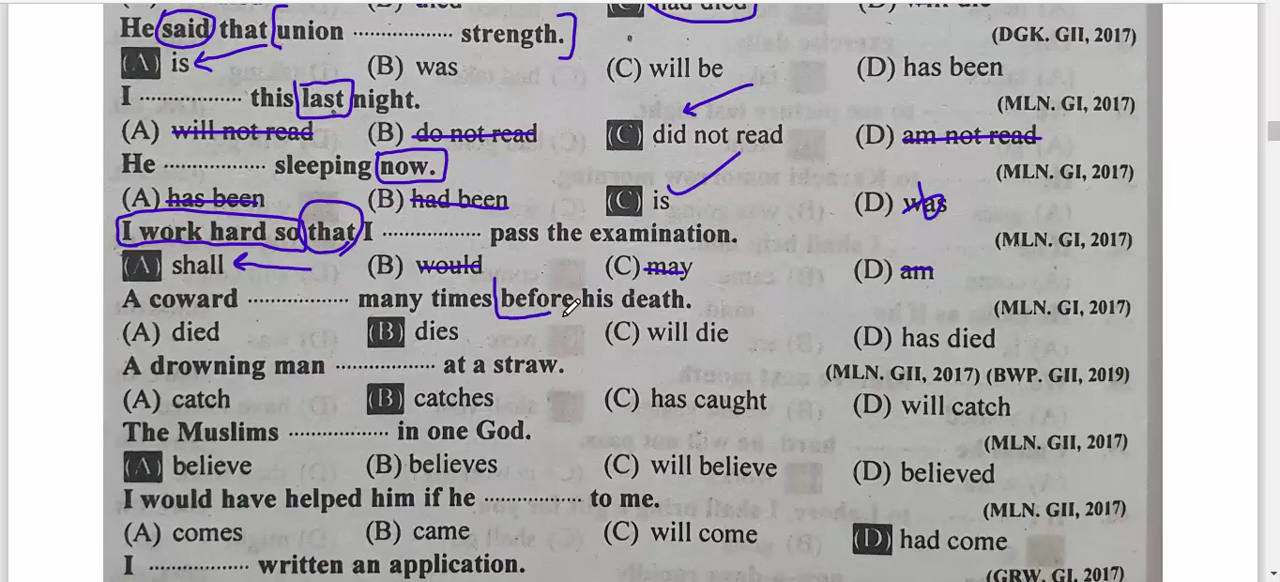 He said that union ................... strength. (DGK. GII, 2017)
(A) is (B) was (C) will be (D) has been
I .................... this last night. (MLN. GI, 2017)
(A) will not read (B) do not read (C) did not read (D) am not read
He .................... sleeping now. (MLN. GI, 2017)
(A) has been (B) had been (C) is (D) was
I work hard so that I ................... pass the examination. (MLN. GI, 2017)
(A) shall (B) would (C) may (D) am
A coward ................... many times before his death. (MLN. GI, 2017)
(A) died (B) dies (C) will die (D) has died
A drowning man ................... at a straw. (MLN. GII, 2017) (BWP. GII, 2019)
(A) catch (B) catches (C) has caught (D) will catch
The Muslims ................... in one God. (MLN. GII, 2017)
(A) believe (B) believes (C) will believe (D) believed
I would have helped him if he ................... to me. (MLN. GII, 2017)
(A) comes (B) came (C) will come (D) had come
I ................... written an application. (GRW. GI, 2017)